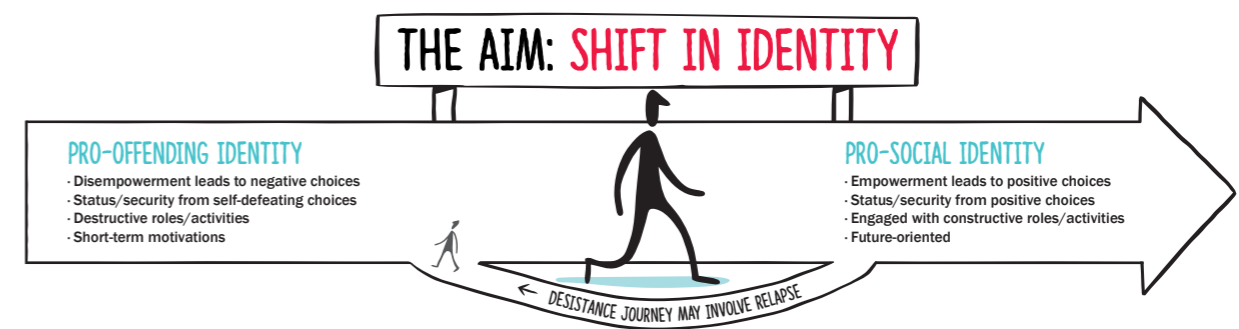 THE AIM: SHIFT IN IDENTITY
PRO-OFFENDING IDENTITY
· Disempowerment leads to negative choices
· Status/security from self-defeating choices
· Destructive roles/activities
· Short-term motivations
PRO-SOCIAL IDENTITY
· Empowerment leads to positive choices
· Status/security from positive choices
· Engaged with constructive roles/activities
· Future-oriented
← DESISTANCE JOURNEY MAY INVOLVE RELAPSE